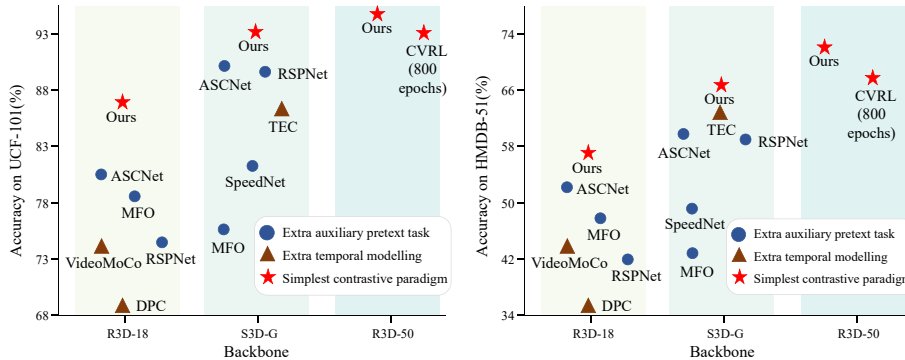 Accuracy on UCF-101(%)
93
88
83
78
73
68
Ours
ASCNet
MFO
RSPNet
VideoMoCo
DPC
Ours
ASCNet
RSPNet
TEC
SpeedNet
MFO
Ours
CVRL
(800
epochs)
Extra auxiliary pretext task
Extra temporal modelling
Simplest contrastive paradigm
R3D-18
S3D-G
R3D-50
Backbone
Accuracy on HMDB-51(%)
74
66
58
50
42
34
Ours
ASCNet
MFO
VideoMoCo
RSPNet
DPC
Ours
TEC
ASCNet
RSPNet
SpeedNet
MFO
Ours
CVRL
(800
epochs)
Extra auxiliary pretext task
Extra temporal modelling
Simplest contrastive paradigm
R3D-18
S3D-G
R3D-50
Backbone